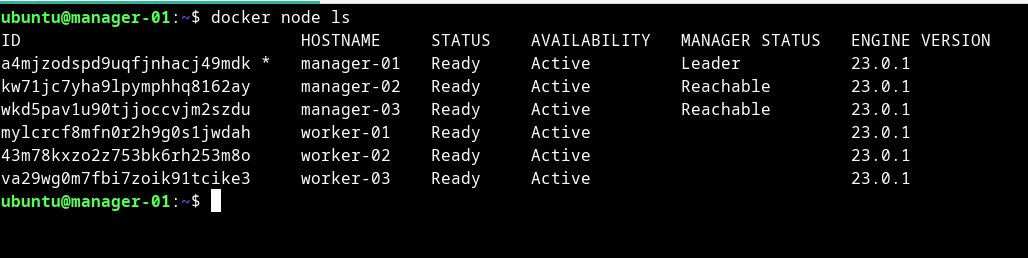 ubuntu@manager-01:~$ docker node ls
ID                            HOSTNAME     STATUS    AVAILABILITY   MANAGER STATUS   ENGINE VERSION
a4mjzodspd9uqfjnhacj49mdk *   manager-01   Ready     Active         Leader           23.0.1
kw71jc7yha9lpymphhq8162ay     manager-02   Ready     Active         Reachable        23.0.1
wkd5pav1u90tjjoccvjm2szdu     manager-03   Ready     Active         Reachable        23.0.1
mylcrcf8mfn0r2h9g0s1jwdah     worker-01    Ready     Active                          23.0.1
43m78kxzo2z753bk6rh253m8o     worker-02    Ready     Active                          23.0.1
va29wg0m7fbi7zoik91tcike3     worker-03    Ready     Active                          23.0.1
ubuntu@manager-01:~$